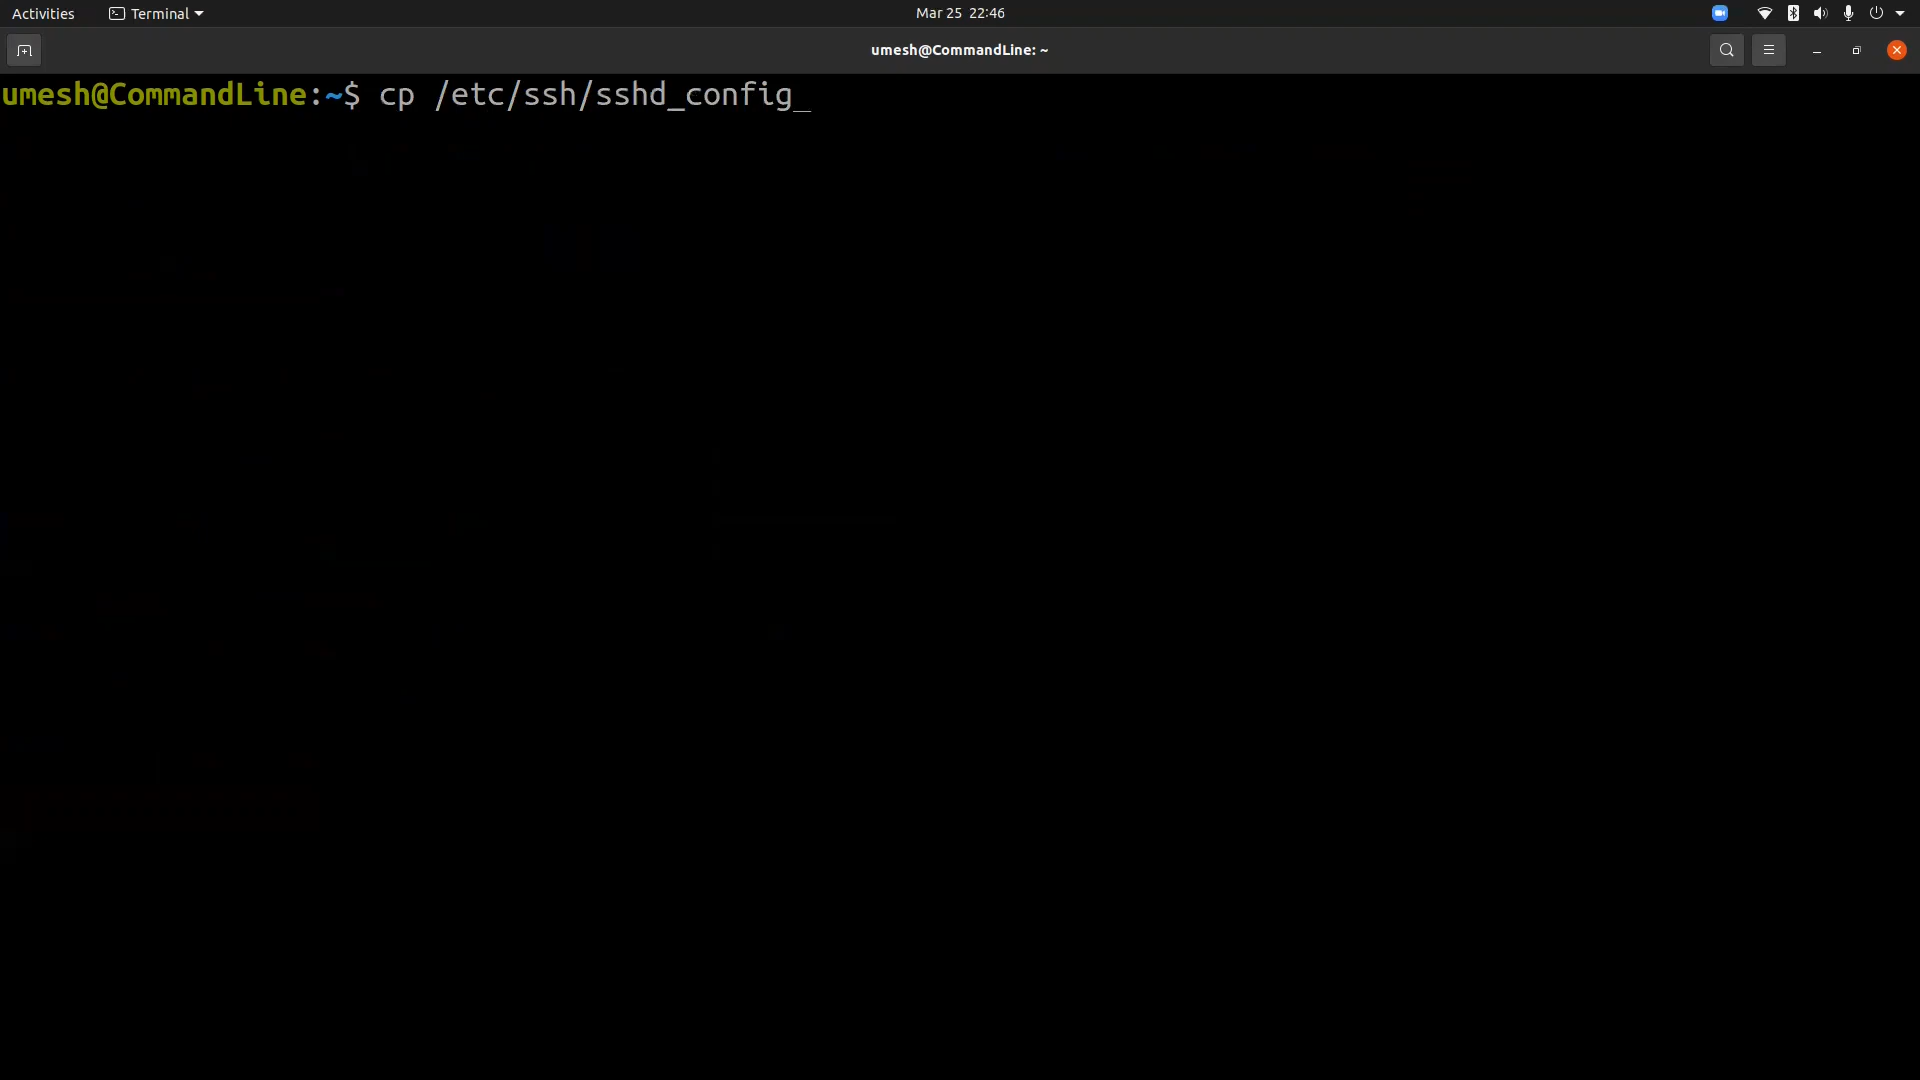 Activities Terminal Mar 25 22:46
umesh@CommandLine: ~
umesh@CommandLine:~$ cp /etc/ssh/sshd_config_